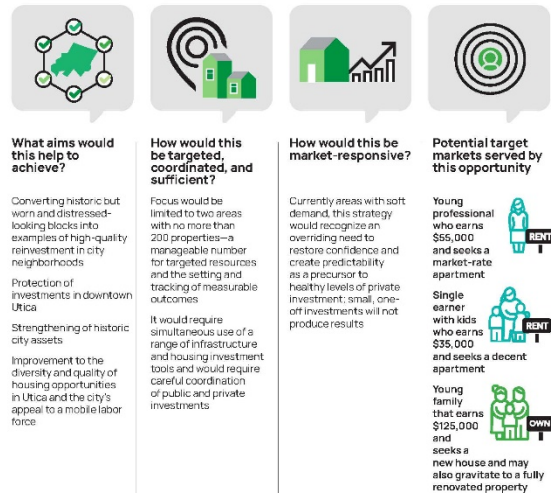 What aims would
this help to
achieve?
Converting historic but
worn and distressed-
looking blocks into
examples of high-quality
reinvestment in city
neighborhoods
Protection of
investments in downtown
Utica
Strengthening of historic
city assets
Improvement to the
diversity and quality of
housing opportunities
in Utica and the city's
appeal to a mobile labor
force
How would this
be targeted,
coordinated, and
sufficient?
Focus would be
limited to two areas
with no more than
200 properties—a
manageable number
for targeted resources
and the setting and
tracking of measurable
outcomes
It would require
simultaneous use of a
range of infrastructure
and housing investment
tools and would require
careful coordination
of public and private
investments
How would this be
market-responsive?
Currently areas with soft
demand, this strategy
would recognize an
overriding need to
restore confidence and
create predictability
as a precursor to
healthy levels of private
investment; small, one-
off investments will not
produce results
Potential target
markets served by
this opportunity
Young
professional
who earns
$55,000
and seeks a
market-rate
apartment
RENT
Single
earner
with kids
who earns
$35,000
and seeks a decent
apartment
RENT
Young
family
that earns
$125,000
and
seeks a
new house and may
also gravitate to a fully
renovated property
OWN